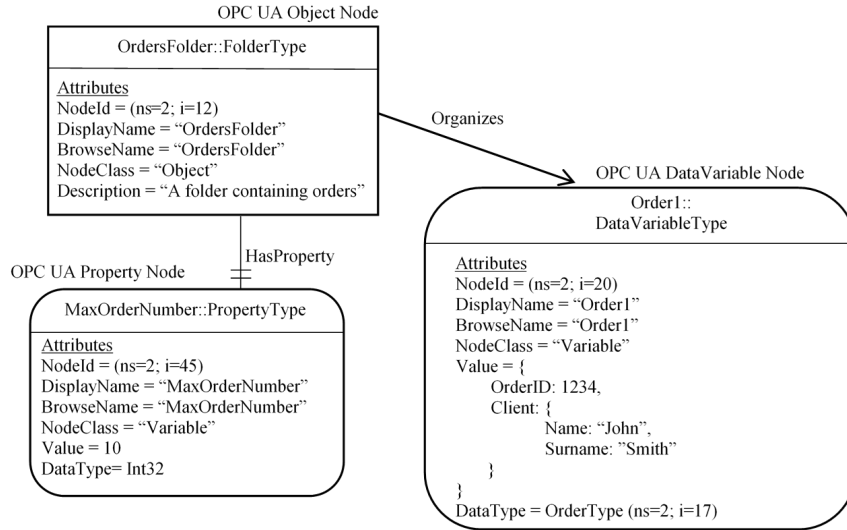 OPC UA Object Node
OrdersFolder::FolderType
Attributes
NodeId = (ns=2; i=12)
DisplayName = “OrdersFolder”
BrowseName = “OrdersFolder”
NodeClass = “Object”
Description = “A folder containing orders”
Organizes
HasProperty
OPC UA Property Node
MaxOrderNumber::PropertyType
Attributes
NodeId = (ns=2; i=45)
DisplayName = “MaxOrderNumber”
BrowseName = “MaxOrderNumber”
NodeClass = “Variable”
Value = 10
DataType= Int32
OPC UA DataVariable Node
Order1::
DataVariableType
Attributes
NodeId = (ns=2; i=20)
DisplayName = “Order1”
BrowseName = “Order1”
NodeClass = “Variable”
Value = {
OrderID: 1234,
Client: {
Name: “John”,
Surname: ”Smith”
}
}
DataType = OrderType (ns=2; i=17)